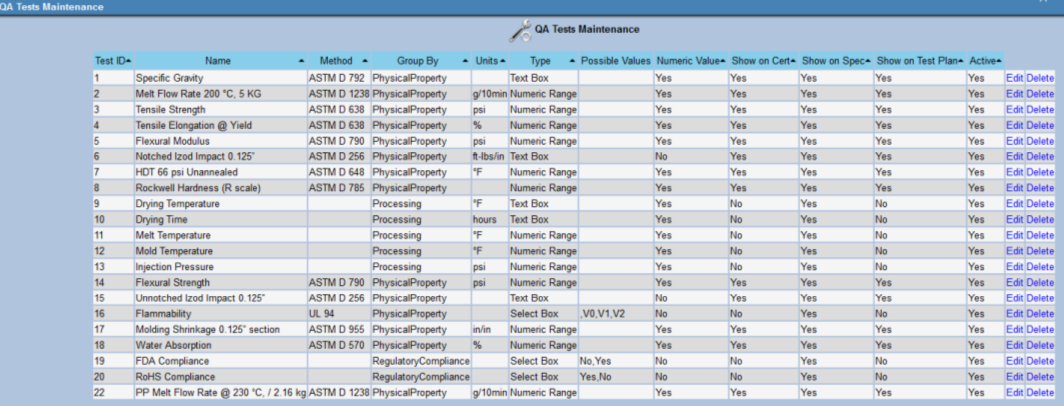 QA Tests Maintenance
QA Tests Maintenance
Test ID Name Method Group By Units Type Possible Values Numeric Value Show on Cert Show on Spec Show on Test Plan Active
1 Specific Gravity ASTM D 792 PhysicalProperty Text Box Yes Yes Yes Yes Yes Edit Delete
2 Melt Flow Rate 200 °C, 5 KG ASTM D 1238 PhysicalProperty g/10min Numeric Range Yes Yes Yes Yes Yes Edit Delete
3 Tensile Strength ASTM D 638 PhysicalProperty psi Numeric Range Yes Yes Yes Yes Yes Edit Delete
4 Tensile Elongation @ Yield ASTM D 638 PhysicalProperty % Numeric Range Yes Yes Yes Yes Yes Edit Delete
5 Flexural Modulus ASTM D 790 PhysicalProperty psi Numeric Range Yes Yes Yes Yes Yes Edit Delete
6 Notched Izod Impact 0.125" ASTM D 256 PhysicalProperty ft-lbs/in Text Box No Yes Yes Yes Yes Edit Delete
7 HDT 66 psi Unannealed ASTM D 648 PhysicalProperty °F Numeric Range Yes Yes Yes Yes Yes Edit Delete
8 Rockwell Hardness (R scale) ASTM D 785 PhysicalProperty Numeric Range Yes Yes Yes Yes Yes Edit Delete
9 Drying Temperature Processing °F Text Box Yes No Yes No Yes Edit Delete
10 Drying Time Processing hours Text Box Yes No Yes No Yes Edit Delete
11 Melt Temperature Processing °F Numeric Range Yes No Yes No Yes Edit Delete
12 Mold Temperature Processing °F Numeric Range Yes No Yes No Yes Edit Delete
13 Injection Pressure Processing psi Numeric Range Yes No Yes No Yes Edit Delete
14 Flexural Strength ASTM D 790 PhysicalProperty psi Numeric Range Yes Yes Yes Yes Yes Edit Delete
15 Unnotched Izod Impact 0.125" ASTM D 256 PhysicalProperty Text Box No Yes Yes Yes Yes Edit Delete
16 Flammability UL 94 PhysicalProperty Select Box ,V0,V1,V2 No No Yes Yes Yes Edit Delete
17 Molding Shrinkage 0.125" section ASTM D 955 PhysicalProperty in/in Numeric Range Yes Yes Yes Yes Yes Edit Delete
18 Water Absorption ASTM D 570 PhysicalProperty % Numeric Range Yes Yes Yes Yes Yes Edit Delete
19 FDA Compliance RegulatoryCompliance Select Box No,Yes No No Yes No Yes Edit Delete
20 RoHS Compliance RegulatoryCompliance Select Box Yes,No No No Yes No Yes Edit Delete
22 PP Melt Flow Rate @ 230 °C, / 2.16 kg ASTM D 1238 PhysicalProperty g/10min Numeric Range Yes Yes Yes Yes Yes Edit Delete